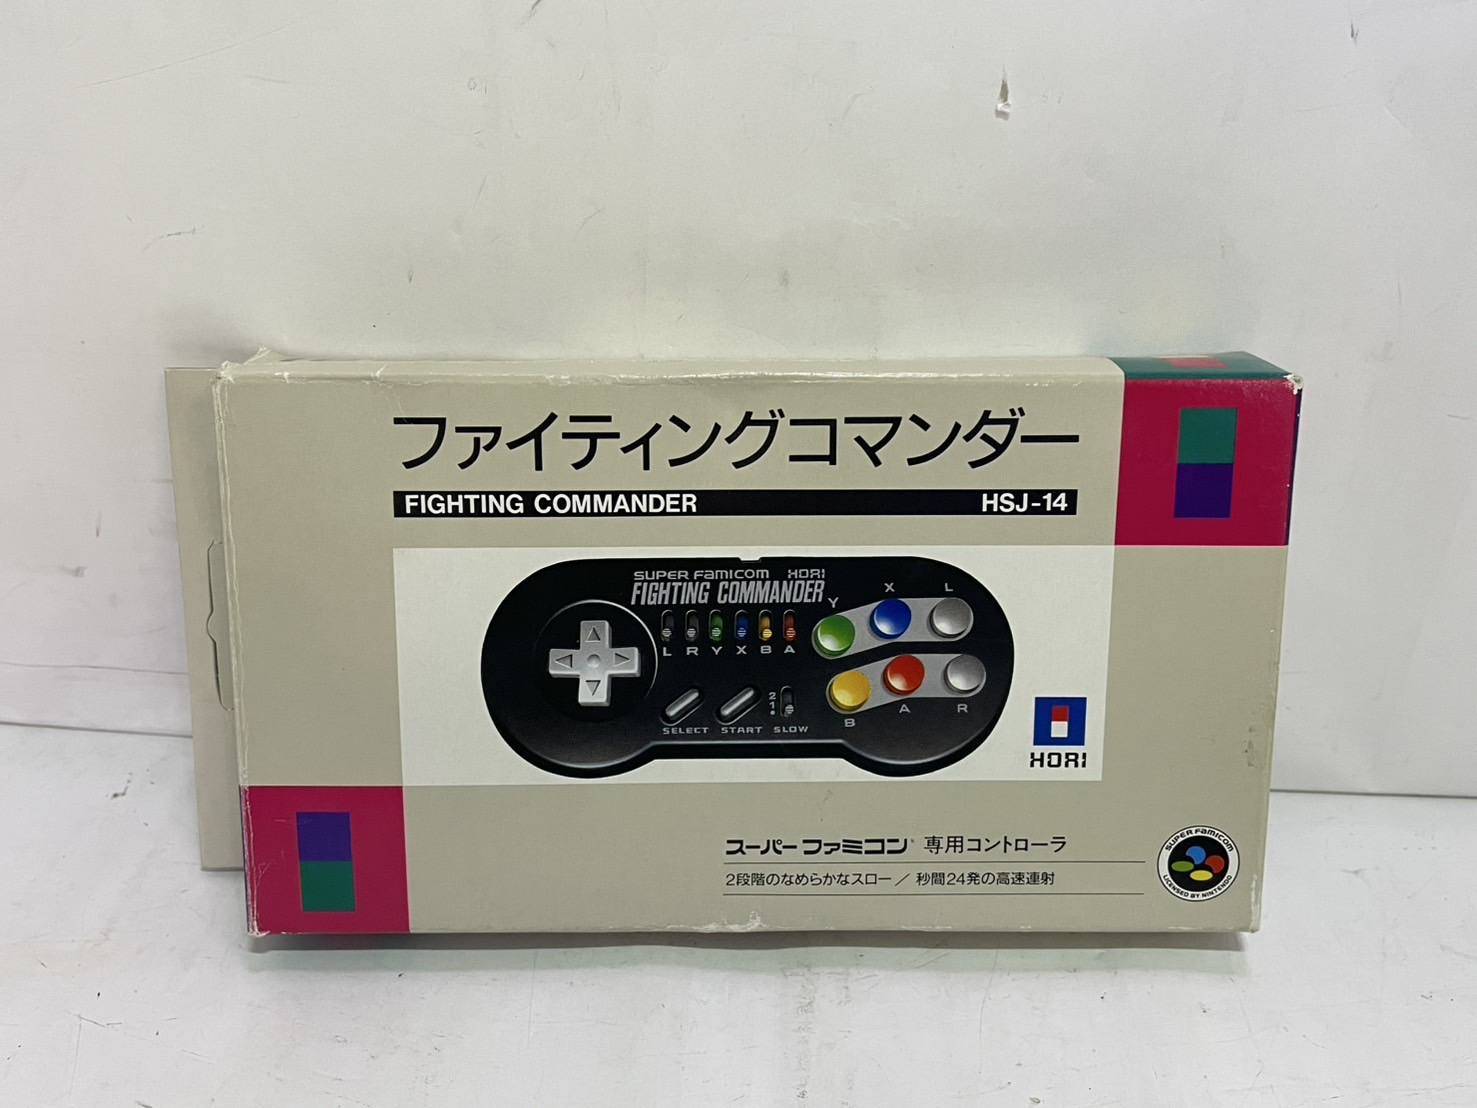 ファイティングコマンダー
FIGHTING COMMANDER HSJ-14
SUPER FAMICOM HORI
FIGHTING COMMANDER
Y X L
L R Y X B A
2
1
SELECT START SLOW
B A R
HORI
スーパーファミコン® 専用コントローラ
2段階のなめらかなスロー／秒間24発の高速連射
SUPER FAMICOM
LICENSED BY NINTENDO